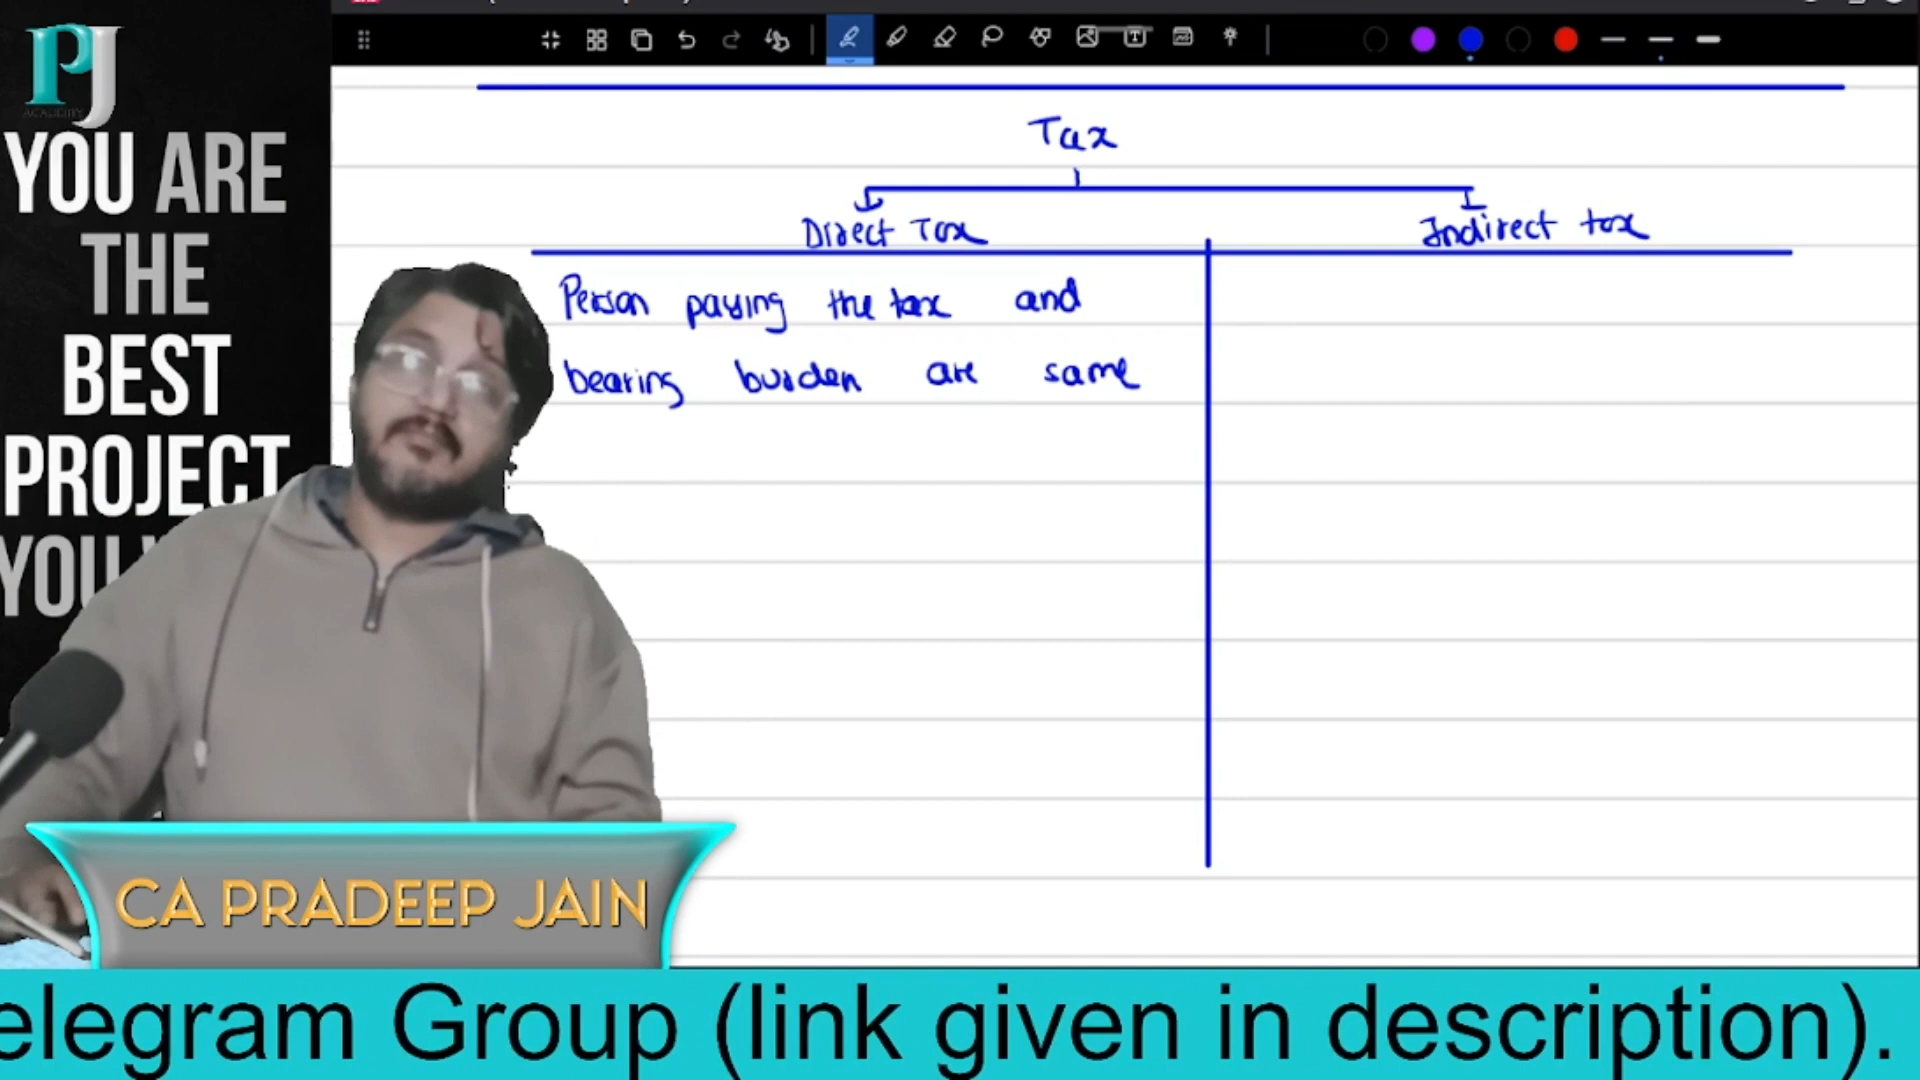 PJ
ACADEMY
YOU ARE
THE
BEST
PROJECT
YOU
Tax
Direct Tax
Indirect tax
Person paying the tax and
bearing burden are same
CA PRADEEP JAIN
elegram Group (link given in description).